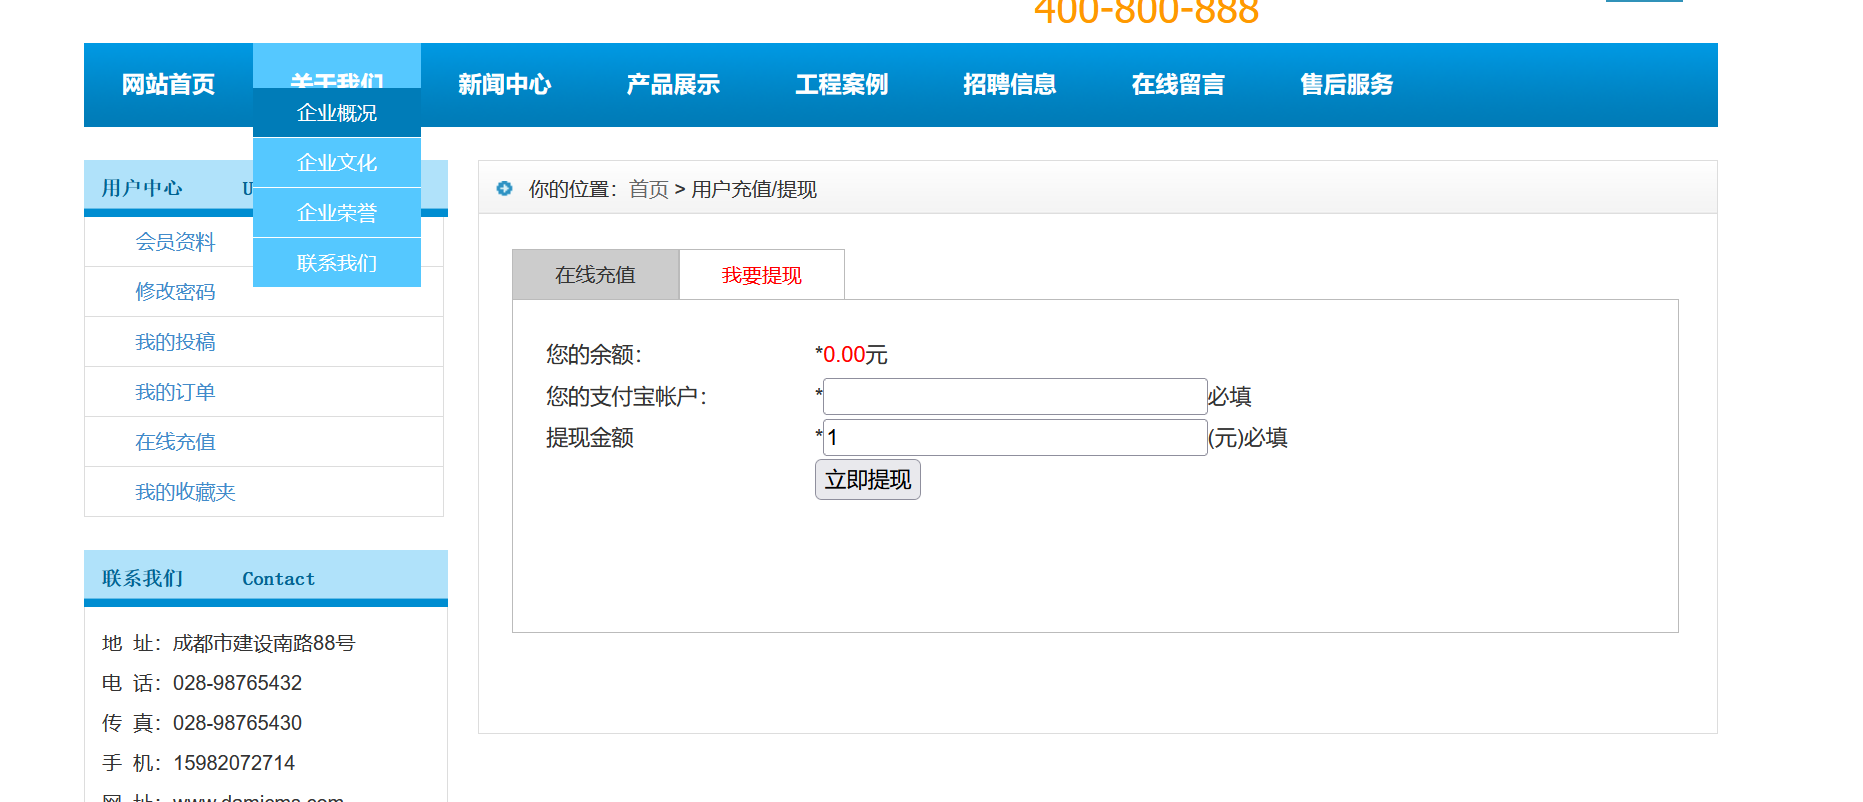 400-800-888
网站首页 关于我们 新闻中心 产品展示 工程案例 招聘信息 在线留言 售后服务
企业概况
企业文化
企业荣誉
联系我们
用户中心 U
会员资料
修改密码
我的投稿
我的订单
在线充值
我的收藏夹
联系我们 Contact
地 址：成都市建设南路88号
电 话：028-98765432
传 真：028-98765430
手 机：15982072714
网 址：www.damicms.com
你的位置：首页 > 用户充值/提现
在线充值 我要提现
您的余额： *0.00元
您的支付宝帐户： * 必填
提现金额 *1 (元)必填
立即提现